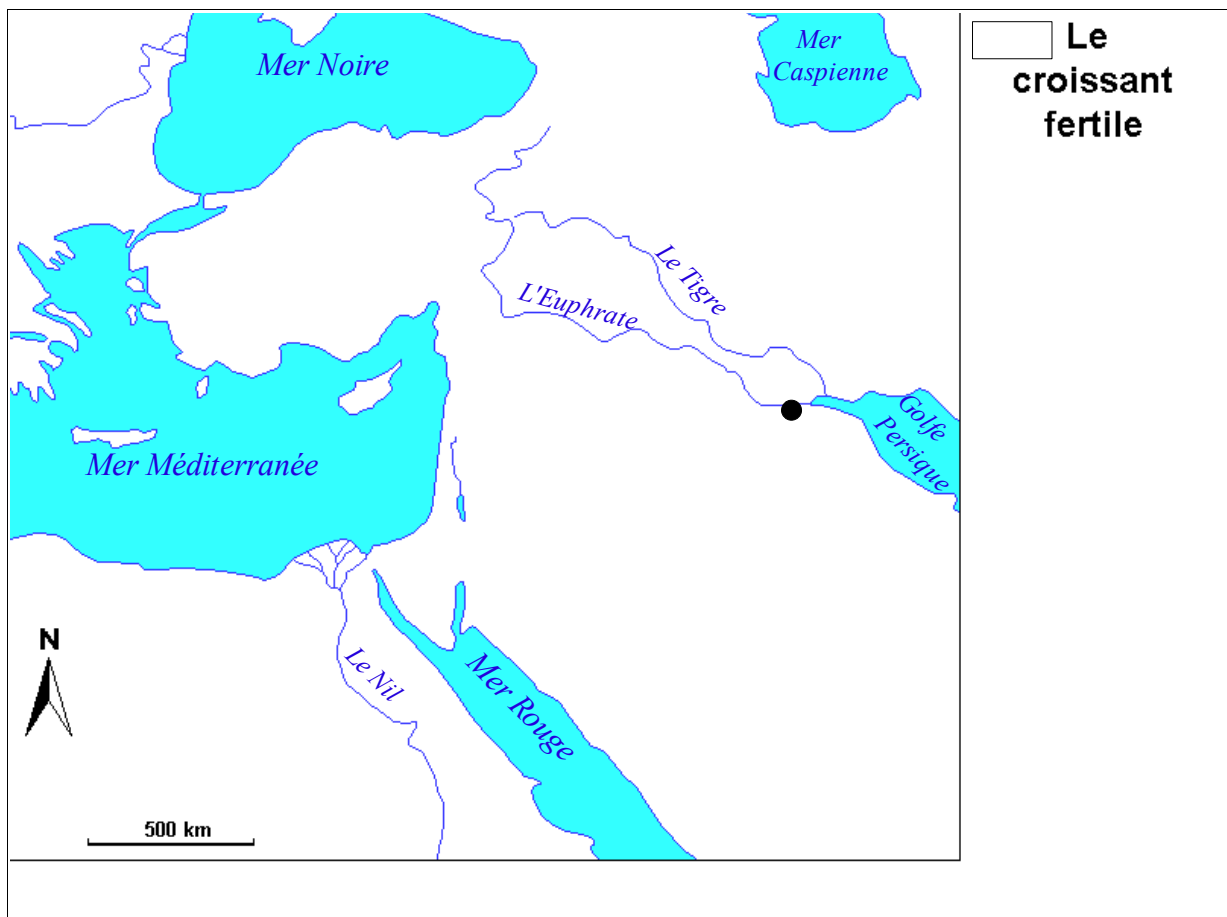 Mer Noire
Mer
Caspienne
Le
croissant
fertile
Le Tigre
L'Euphrate
Golfe
Persique
Mer Méditerranée
N
Le Nil
Mer Rouge
500 km